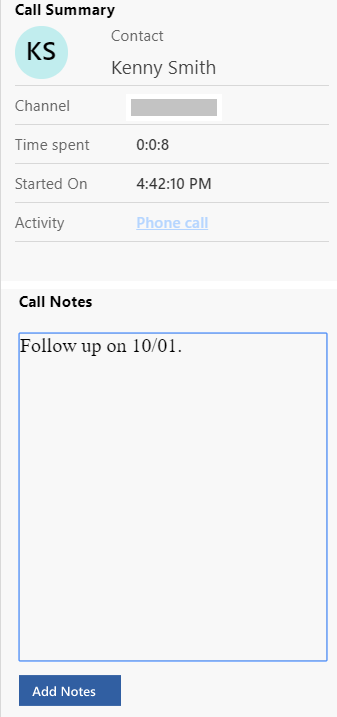 Call Summary
KS
Contact
Kenny Smith
Channel
Time spent 0:0:8
Started On 4:42:10 PM
Activity Phone call
Call Notes
Follow up on 10/01.
Add Notes